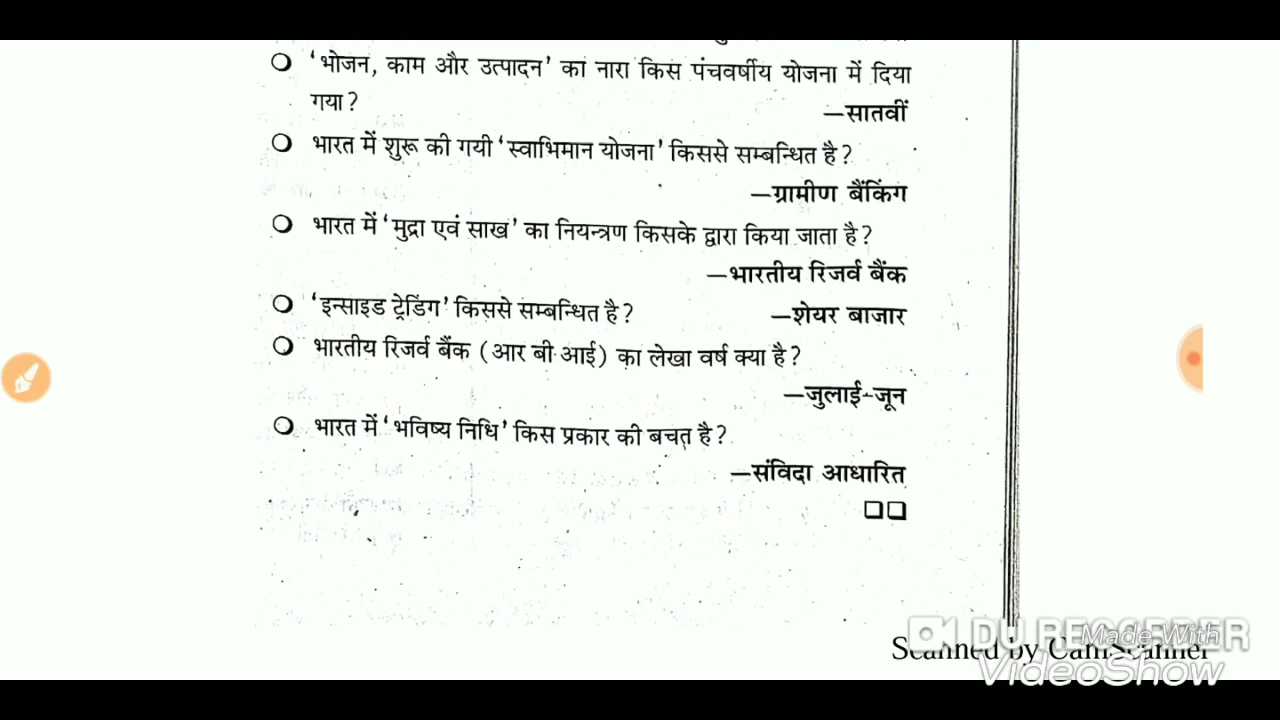 'भोजन, काम और उत्पादन' का नारा किस पंचवर्षीय योजना में दिया
गया?
—सातवीं
भारत में शुरू की गयी 'स्वाभिमान योजना' किससे सम्बन्धित है?
—ग्रामीण बैंकिंग
भारत में 'मुद्रा एवं साख' का नियन्त्रण किसके द्वारा किया जाता है?
—भारतीय रिजर्व बैंक
'इन्साइड ट्रेडिंग' किससे सम्बन्धित है? —शेयर बाजार
भारतीय रिजर्व बैंक (आर बी आई) का लेखा वर्ष क्या है?
—जुलाई-जून
भारत में 'भविष्य निधि' किस प्रकार की बचत है?
—संविदा आधारित
DU RECORDER
Made With
Scanned by CamScanner
VideoShow